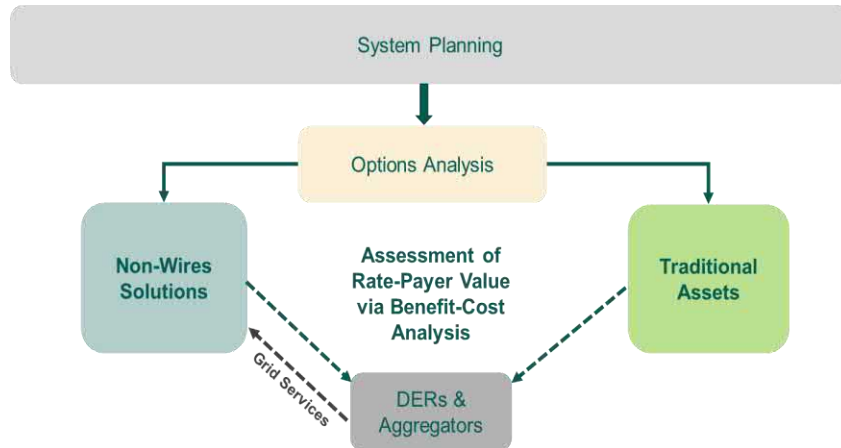 System Planning
Options Analysis
Non-Wires
Solutions
Assessment of
Rate-Payer Value
via Benefit-Cost
Analysis
Traditional
Assets
Grid Services
DERs &
Aggregators